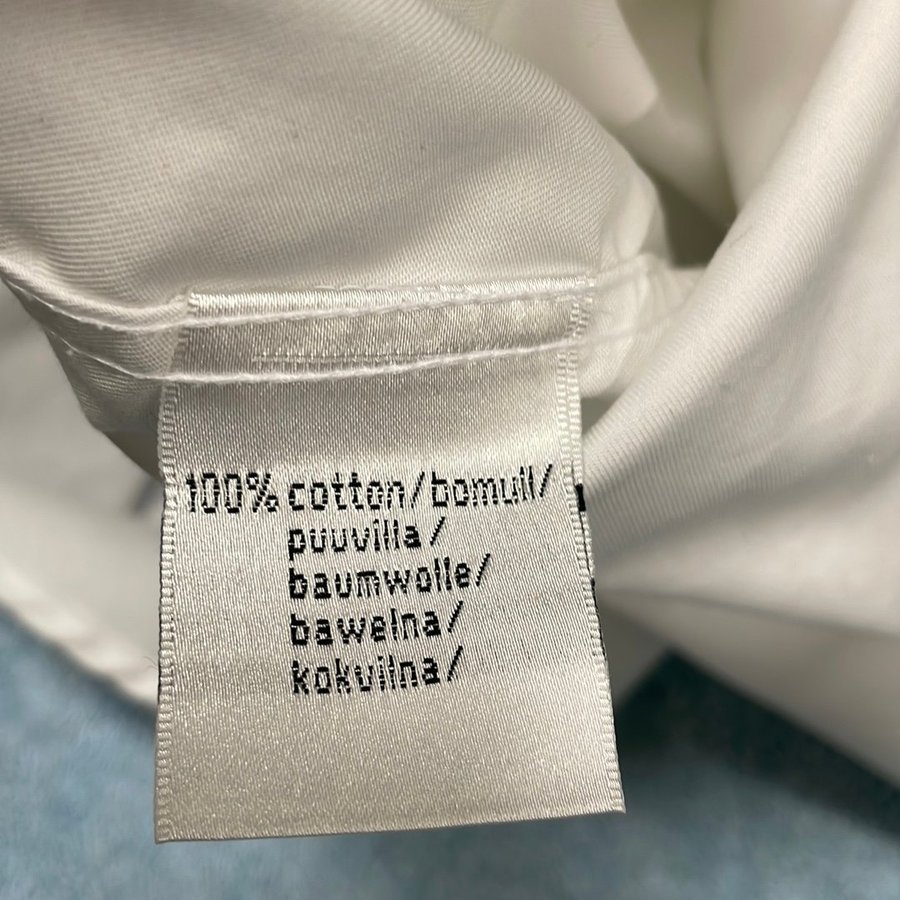 100% cotton/bomull/
puuvilla/
baumwolle/
bawełna/
kokvilna/